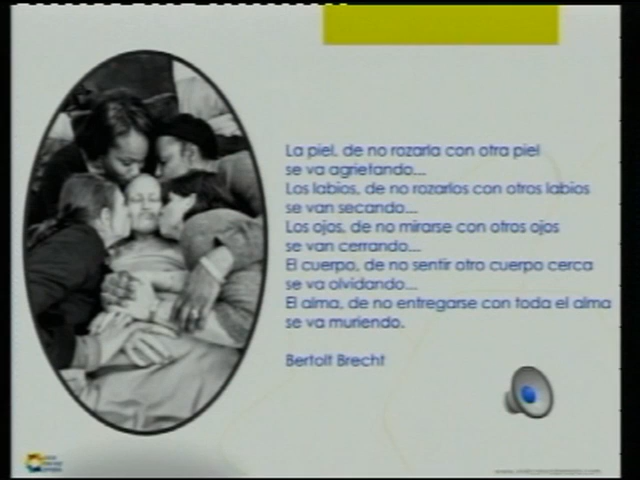 La piel, de no rozarla con otra piel
se va agrietando....
Los labios, de no rozarlos con otros labios
se van secando....
Los ojos, de no mirarse con otros ojos
se van cerrando....
El cuerpo, de no sentir otro cuerpo cerca
se va olvidando....
El alma, de no entregarse con toda el alma
se va muriendo.
Bertolt Brecht